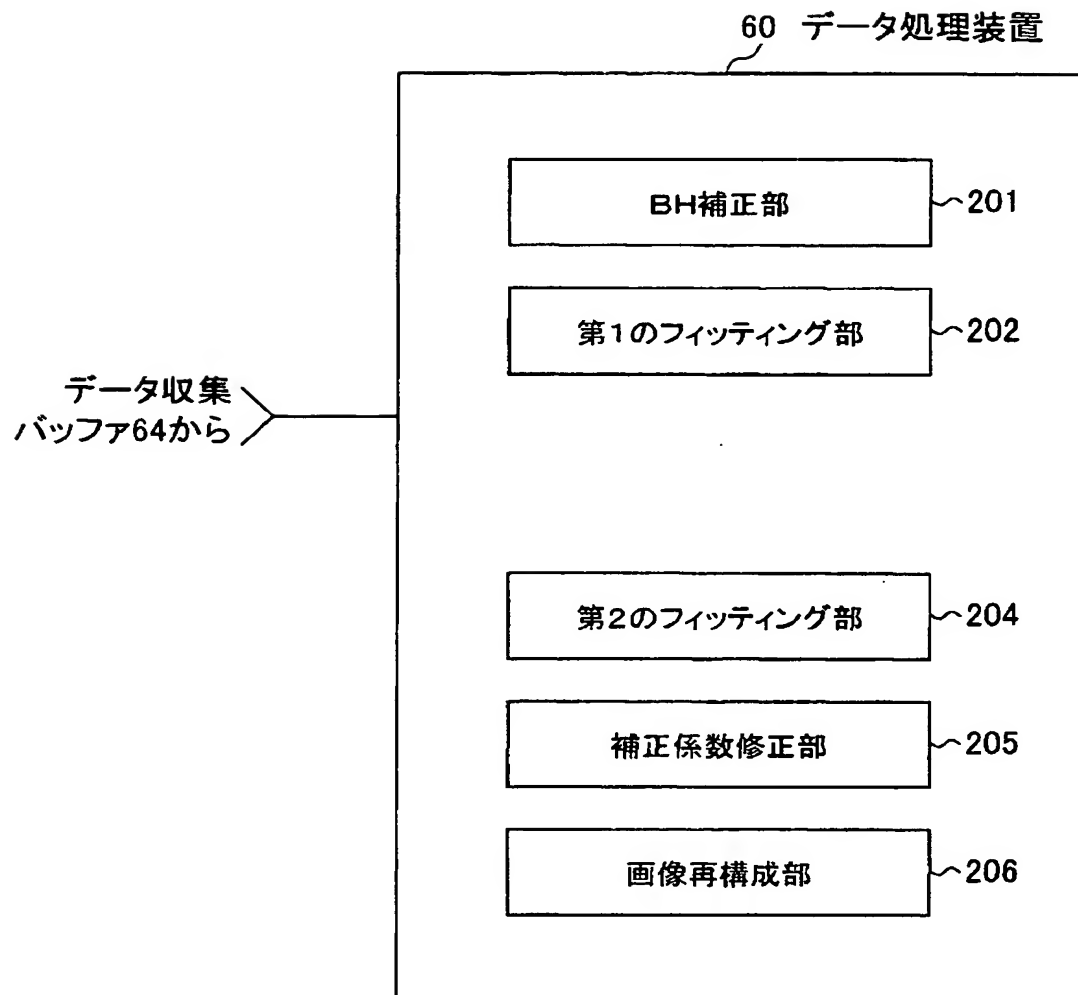 60 データ処理装置
BH補正部
201
第1のフィッティング部
202
データ収集
バッファ64から
第2のフィッティング部
204
補正係数修正部
205
画像再構成部
206